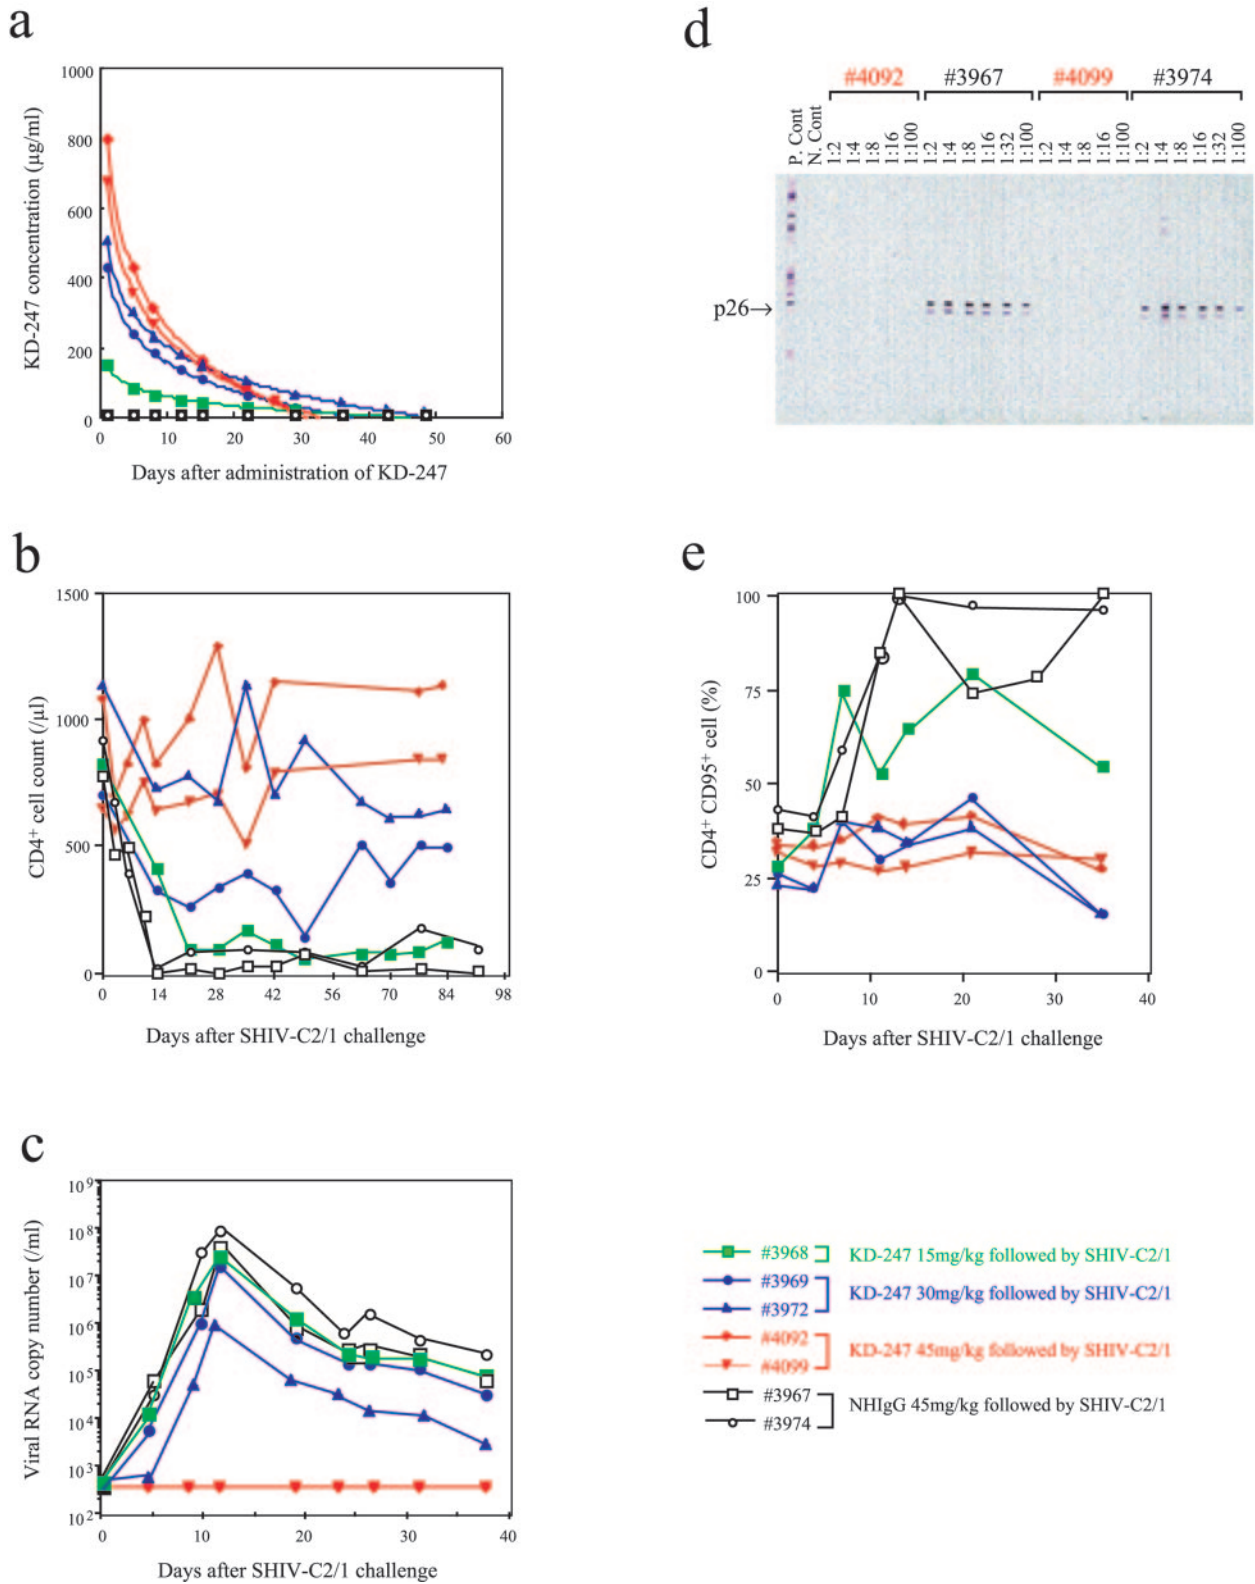 a
1000
800
600
400
200
0
KD-247 concentration (µg/ml)
0 10 20 30 40 50 60
Days after administration of KD-247
b
1500
1000
500
0
CD4⁺ cell count (/µl)
0 14 28 42 56 70 84 98
Days after SHIV-C2/1 challenge
c
10⁹
10⁸
10⁷
10⁶
10⁵
10⁴
10³
10²
Viral RNA copy number (/ml)
0 10 20 30 40
Days after SHIV-C2/1 challenge
d
#4092 #3967 #4099 #3974
P. Cont N. Cont 1:2 1:4 1:8 1:16 1:100 1:2 1:4 1:8 1:16 1:32 1:100 1:2 1:4 1:8 1:16 1:100 1:2 1:4 1:8 1:16 1:32 1:100
p26→
e
100
75
50
25
0
CD4⁺ CD95⁺ cell (%)
0 10 20 30 40
Days after SHIV-C2/1 challenge
#3968 KD-247 15mg/kg followed by SHIV-C2/1
#3969
KD-247 30mg/kg followed by SHIV-C2/1
#3972
#4092
KD-247 45mg/kg followed by SHIV-C2/1
#4099
#3967
NHIgG 45mg/kg followed by SHIV-C2/1
#3974